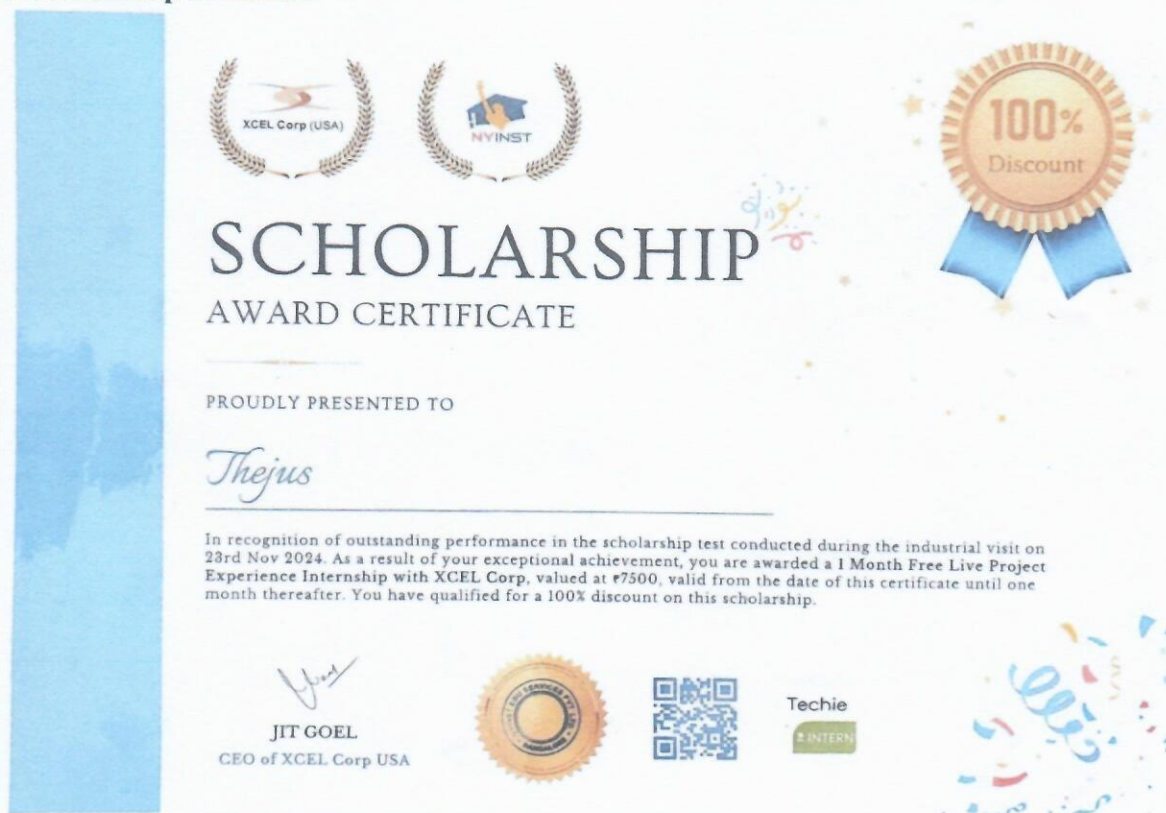 XCEL Corp (USA)
NYINST
100%
Discount
SCHOLARSHIP
AWARD CERTIFICATE
PROUDLY PRESENTED TO
Thejus
In recognition of outstanding performance in the scholarship test conducted during the industrial visit on
23rd Nov 2024. As a result of your exceptional achievement, you are awarded a 1 Month Free Live Project
Experience Internship with XCEL Corp, valued at ₹7500, valid from the date of this certificate until one
month thereafter. You have qualified for a 100% discount on this scholarship.
JIT GOEL
CEO of XCEL Corp USA
SERVICES PVT
BANGALORE
Techie
INTERN